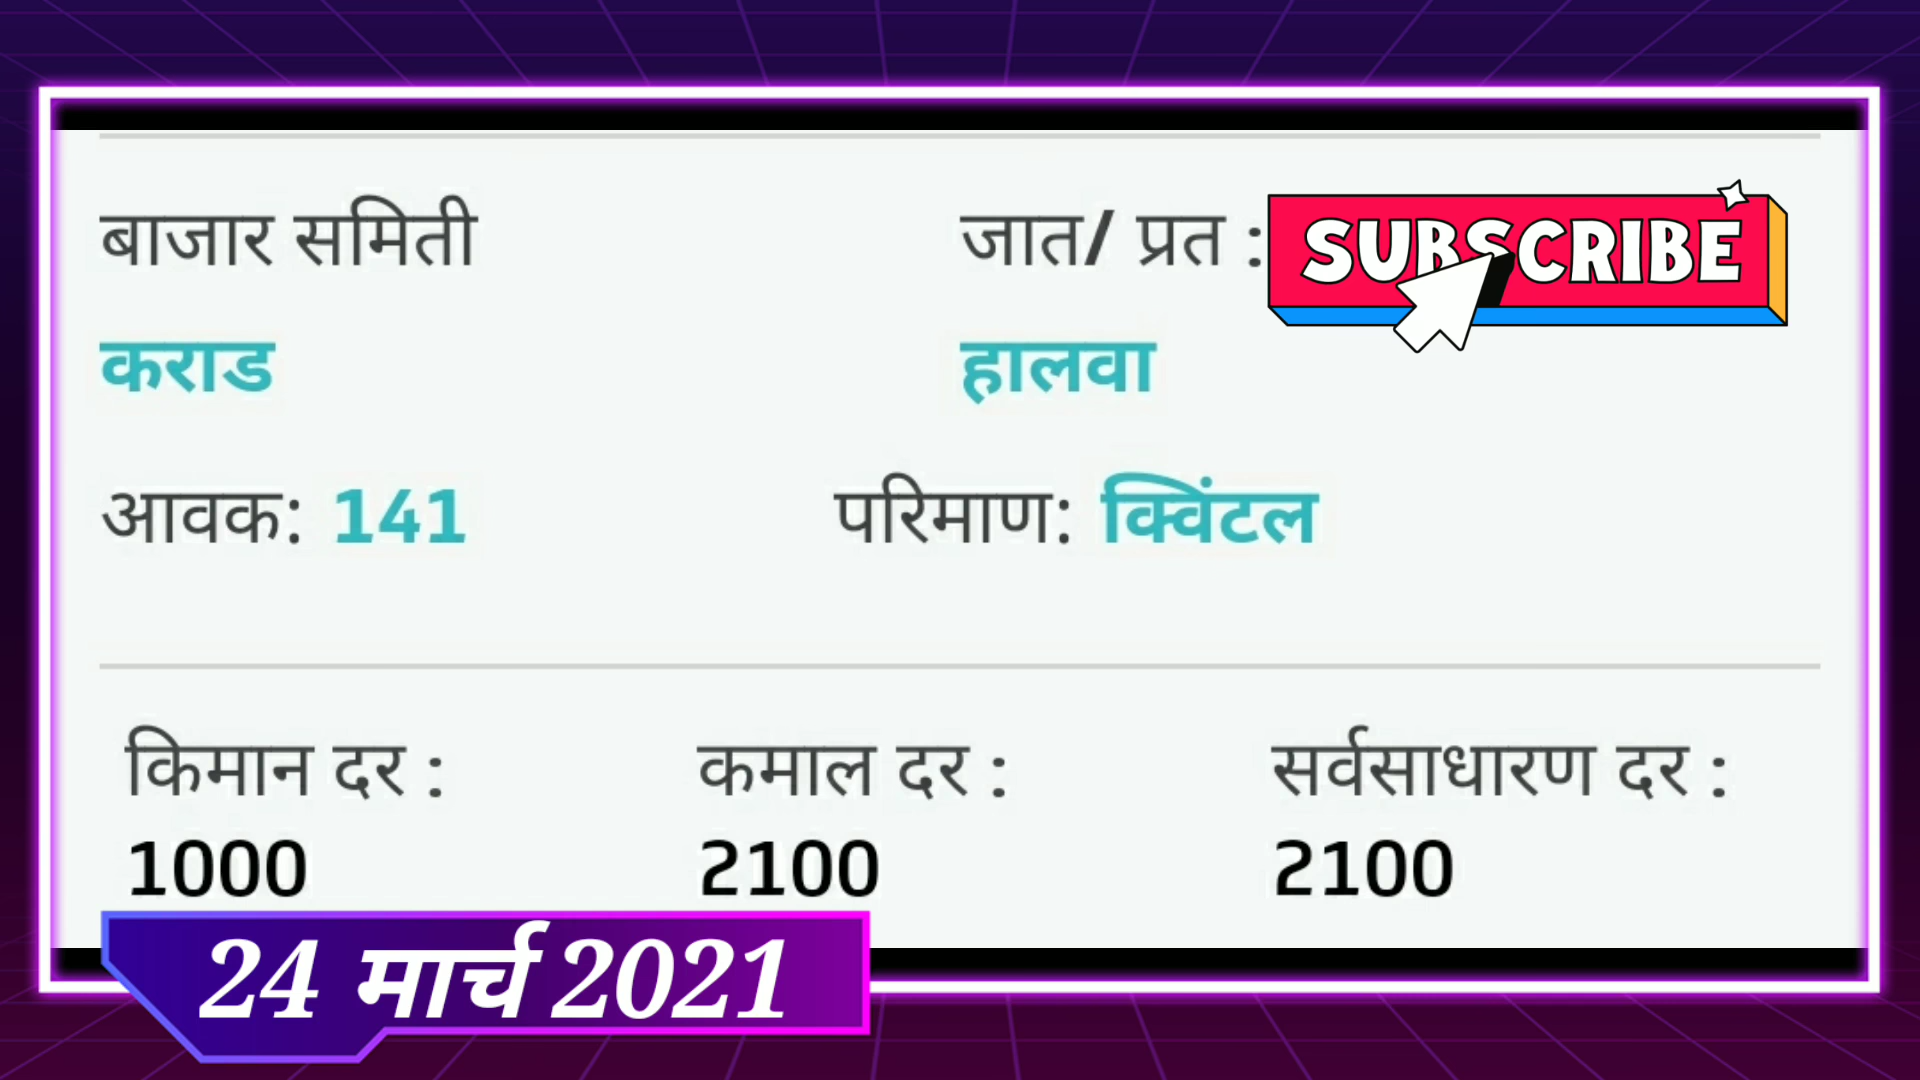 बाजार समिती जात/ प्रत :
SUBSCRIBE
कराड हालवा
आवक: 141 परिमाण: क्विंटल
किमान दर : कमाल दर : सर्वसाधारण दर :
1000 2100 2100
24 मार्च 2021